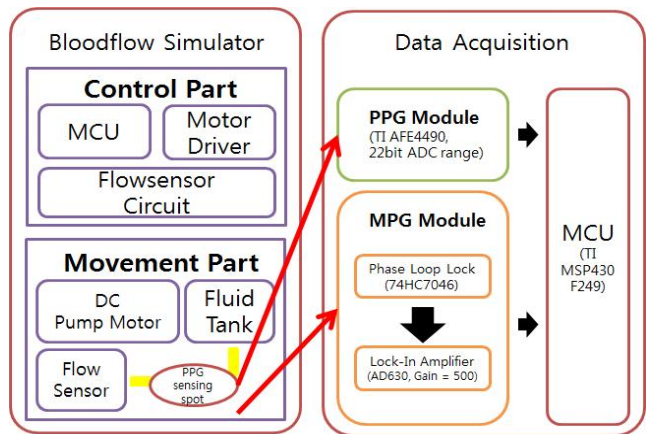 Bloodflow Simulator
Control Part
MCU
Motor
Driver
Flowsensor
Circuit
Movement Part
DC
Pump Motor
Fluid
Tank
Flow
Sensor
PPG
sensing
spot
Data Acquisition
PPG Module
(TI AFE4490,
22bit ADC range)
MPG Module
Phase Loop Lock
(74HC7046)
Lock-In Amplifier
(AD630, Gain = 500)
MCU
(TI
MSP430
F249)